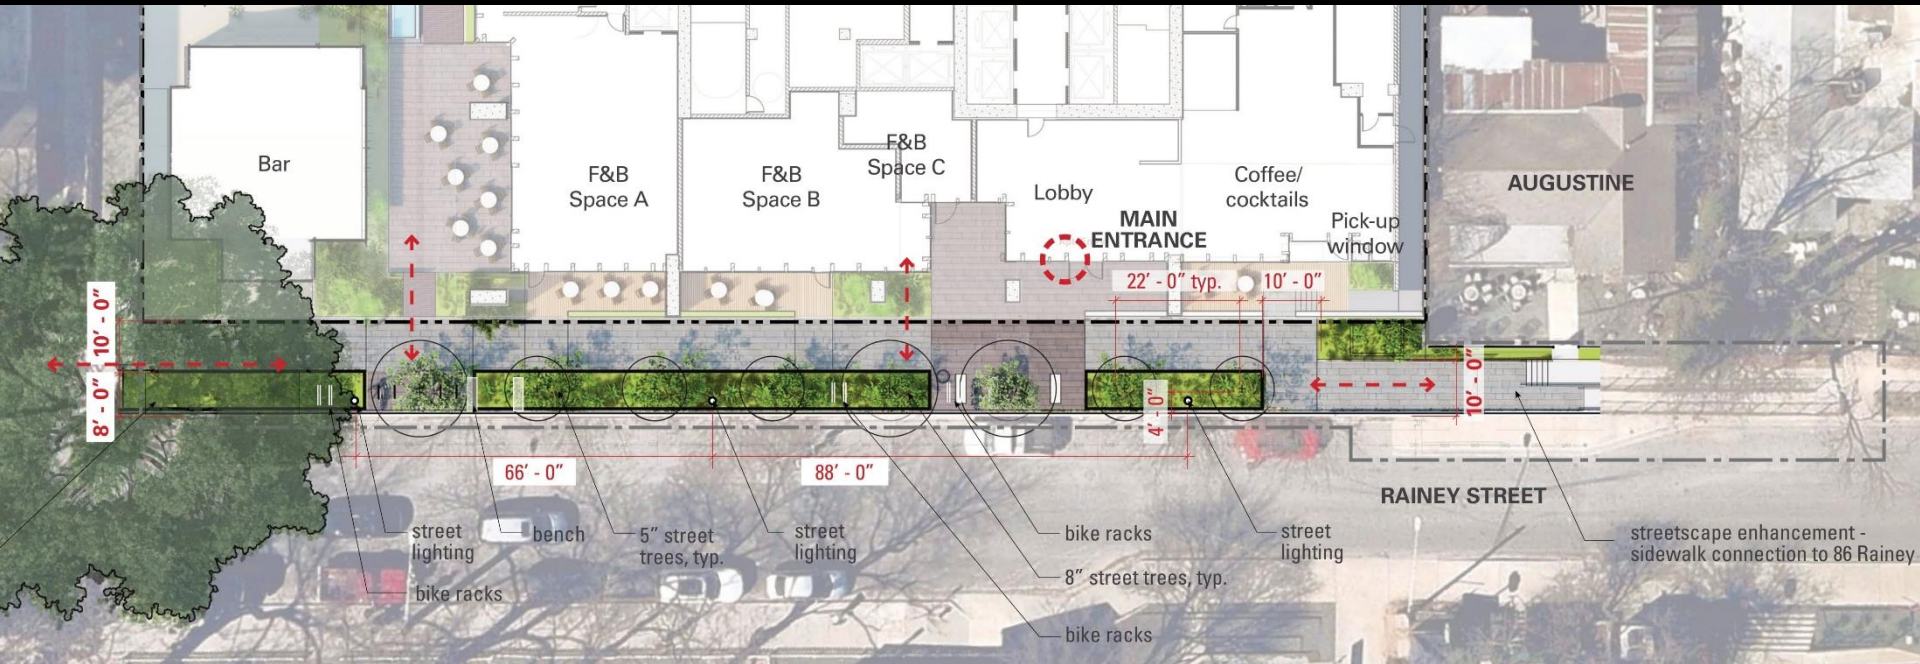 Bar
F&B
Space A
F&B
Space B
F&B
Space C
Lobby
Coffee/
cocktails
MAIN
ENTRANCE
Pick-up
window
AUGUSTINE
22’ - 0” typ.
10’ - 0”
10’ - 0”
8’ - 0”
4’ - 0”
10’ - 0”
66’ - 0”
88’ - 0”
RAINEY STREET
street
lighting
bench
5” street
trees, typ.
street
lighting
bike racks
street
lighting
streetscape enhancement -
sidewalk connection to 86 Rainey
bike racks
8” street trees, typ.
bike racks